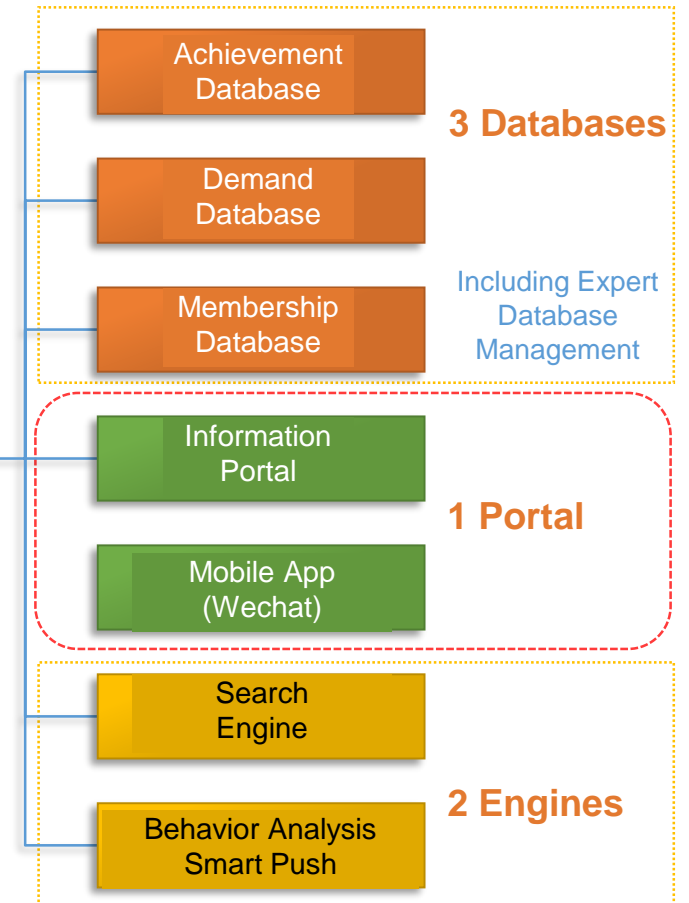 Achievement
Database
3 Databases
Demand
Database
Membership
Database
Including Expert
Database
Management
Information
Portal
1 Portal
Mobile App
(Wechat)
Search
Engine
2 Engines
Behavior Analysis
Smart Push